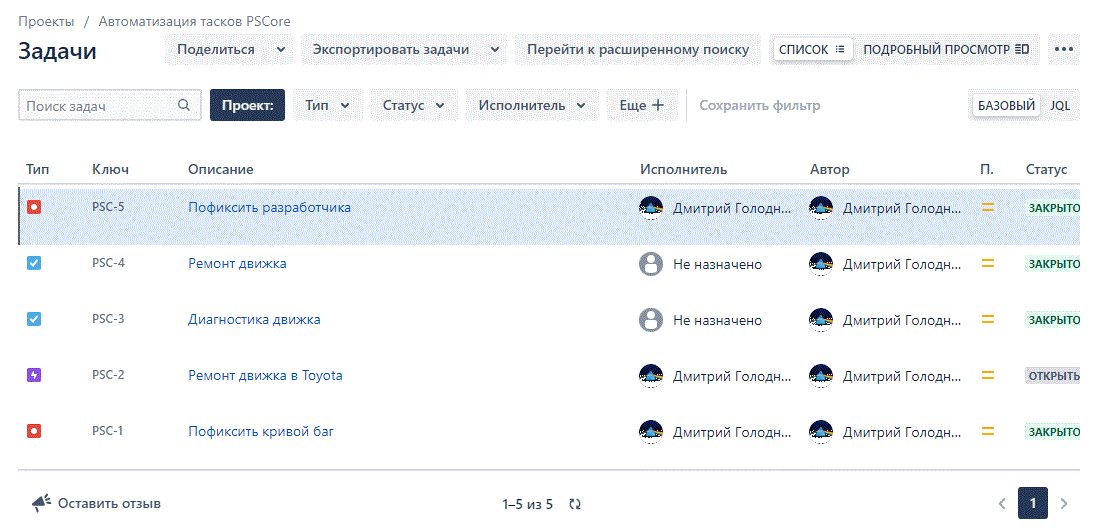 Проекты / Автоматизация тасков PSCore
Задачи Поделиться Экспортировать задачи Перейти к расширенному поиску СПИСОК ПОДРОБНЫЙ ПРОСМОТР
Поиск задач Проект: Тип Статус Исполнитель Еще + Сохранить фильтр БАЗОВЫЙ JQL
Тип Ключ Описание Исполнитель Автор П. Статус
PSC-5 Пофиксить разработчика Дмитрий Голодн... Дмитрий Голодн... ЗАКРЫТО
PSC-4 Ремонт движка Не назначено Дмитрий Голодн... ЗАКРЫТО
PSC-3 Диагностика движка Не назначено Дмитрий Голодн... ЗАКРЫТО
PSC-2 Ремонт движка в Toyota Дмитрий Голодн... Дмитрий Голодн... ОТКРЫТЬ
PSC-1 Пофиксить кривой баг Дмитрий Голодн... Дмитрий Голодн... ЗАКРЫТО
Оставить отзыв 1–5 из 5 1